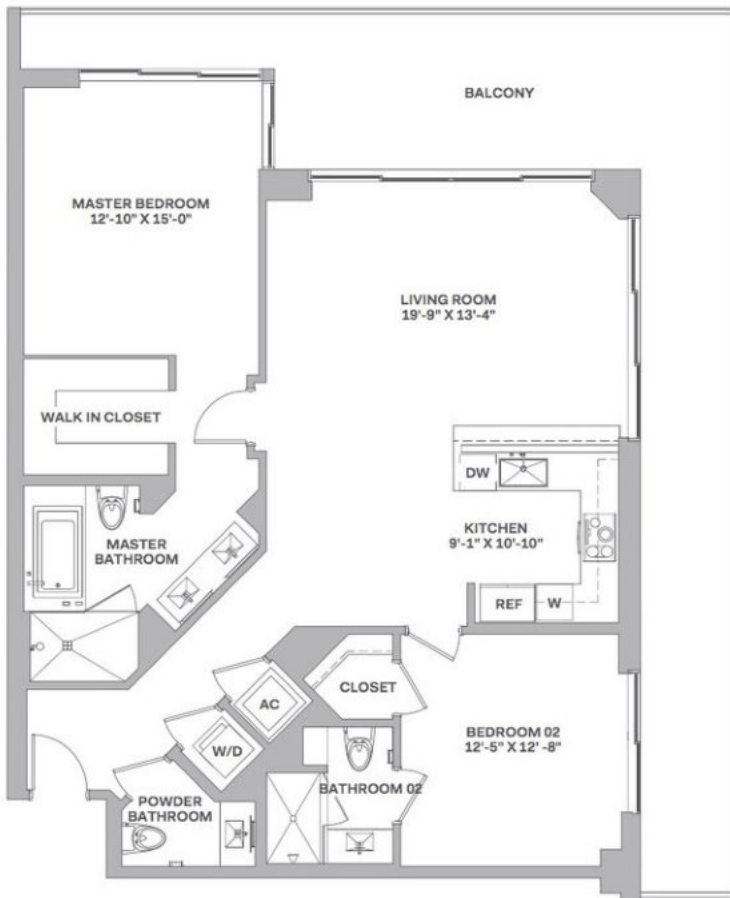 BALCONY
MASTER BEDROOM
12'-10" X 15'-0"
LIVING ROOM
19'-9" X 13'-4"
WALK IN CLOSET
DW
KITCHEN
9'-1" X 10'-10"
MASTER
BATHROOM
REF
W
CLOSET
AC
BEDROOM 02
12'-5" X 12' -8"
W/D
BATHROOM 02
POWDER
BATHROOM